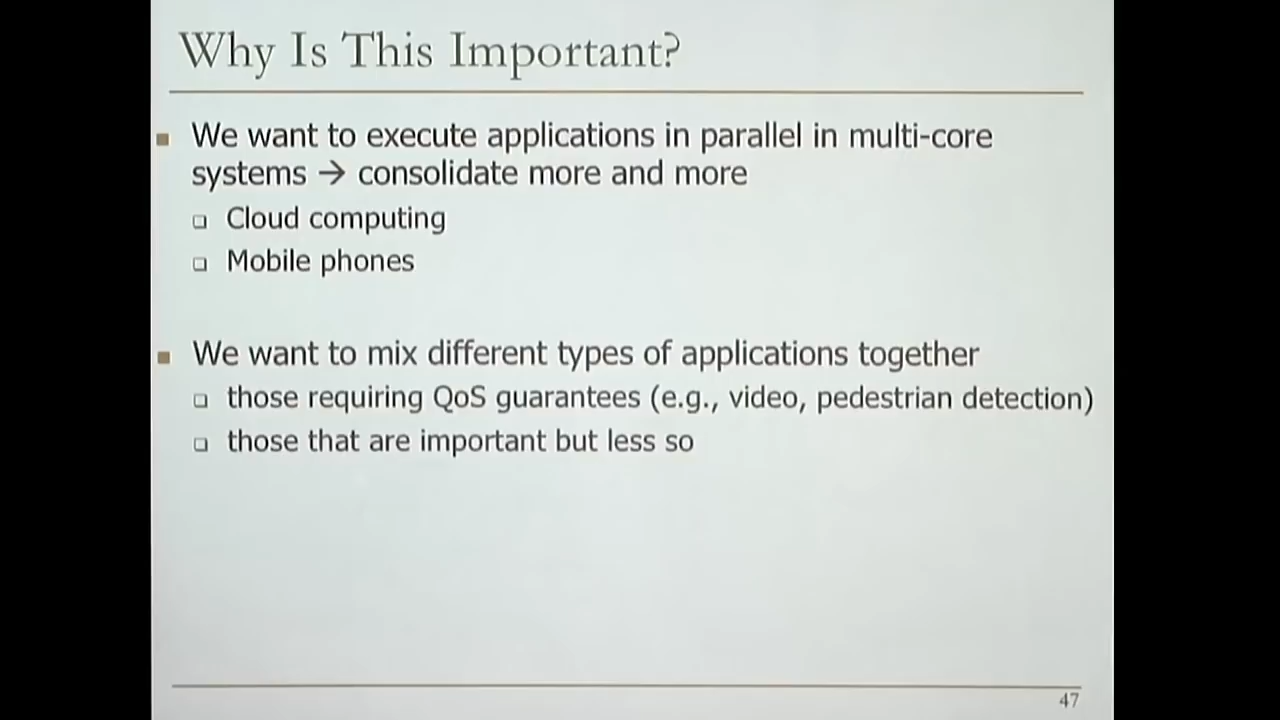 Why Is This Important?
We want to execute applications in parallel in multi-core
systems → consolidate more and more
Cloud computing
Mobile phones
We want to mix different types of applications together
those requiring QoS guarantees (e.g., video, pedestrian detection)
those that are important but less so
47